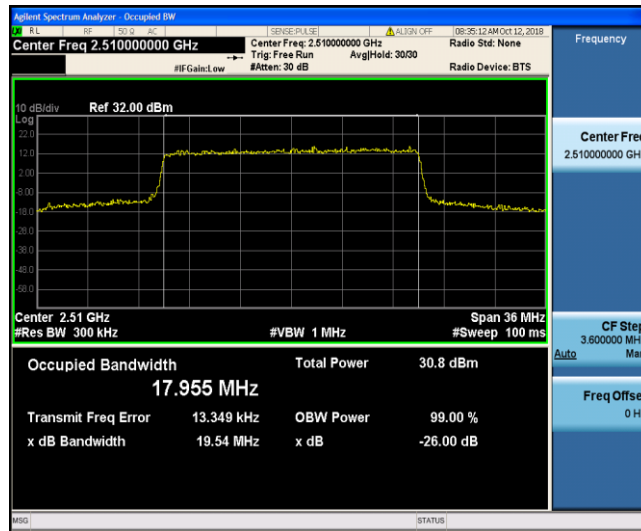 Agilent Spectrum Analyzer - Occupied BW
RL RF 50 Ω AC SENSE:PULSE ALIGN OFF 08:35:12 AM Oct 12, 2018
Center Freq 2.510000000 GHz Center Freq: 2.510000000 GHz Radio Std: None Frequency
Trig: Free Run Avg|Hold: 30/30
#IFGain:Low #Atten: 30 dB Radio Device: BTS
10 dB/div Ref 32.00 dBm
Log
22.0
12.0
2.00
-8.00
-18.0
-28.0
-38.0
-48.0
-58.0
Center Fre
2.510000000 GH
Center 2.51 GHz Span 36 MHz
#Res BW 300 kHz #VBW 1 MHz #Sweep 100 ms
CF Step
3.600000 MH
Auto Ma
Occupied Bandwidth Total Power 30.8 dBm
17.955 MHz
Transmit Freq Error 13.349 kHz OBW Power 99.00 %
x dB Bandwidth 19.54 MHz x dB -26.00 dB
Freq Offse
0 H
MSG STATUS